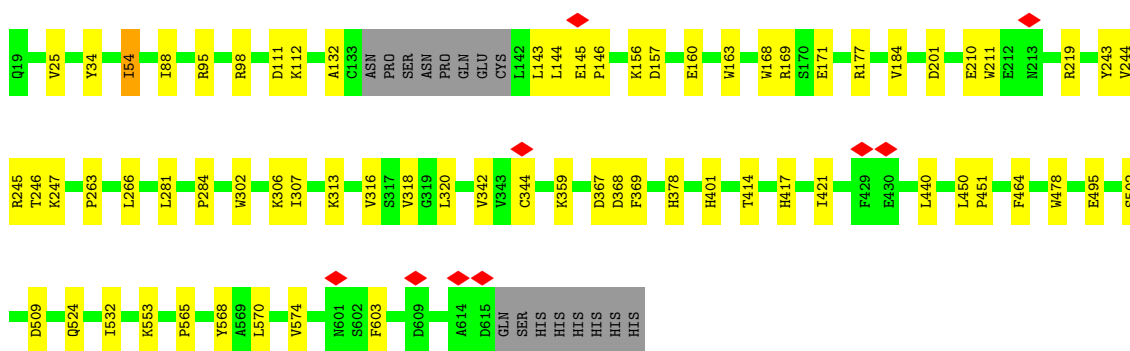 Q19 V25 Y34 I54 I88 R95 R98 D111 K112 A132 C133 ASN PRO SER ASN PRO GLN GLU CYS L142 L143 L144 E145 P146 K156 D157 E160 W163 W168 R169 S170 E171 R177 V184 D201 E210 W211 E212 N213 R219 Y243 V244
R245 T246 K247 P263 L266 L281 P284 W302 K306 I307 K313 V316 S317 V318 G319 L320 V342 V343 C344 K359 D367 D368 F369 H378 H401 T414 H417 I421 F429 E430 L440 L450 P451 F464 W478 E495 S502
D509 Q524 I532 K553 P565 Y568 A569 L570 V574 N601 S602 F603 D609 A614 D615 GLN SER HIS HIS HIS HIS HIS HIS